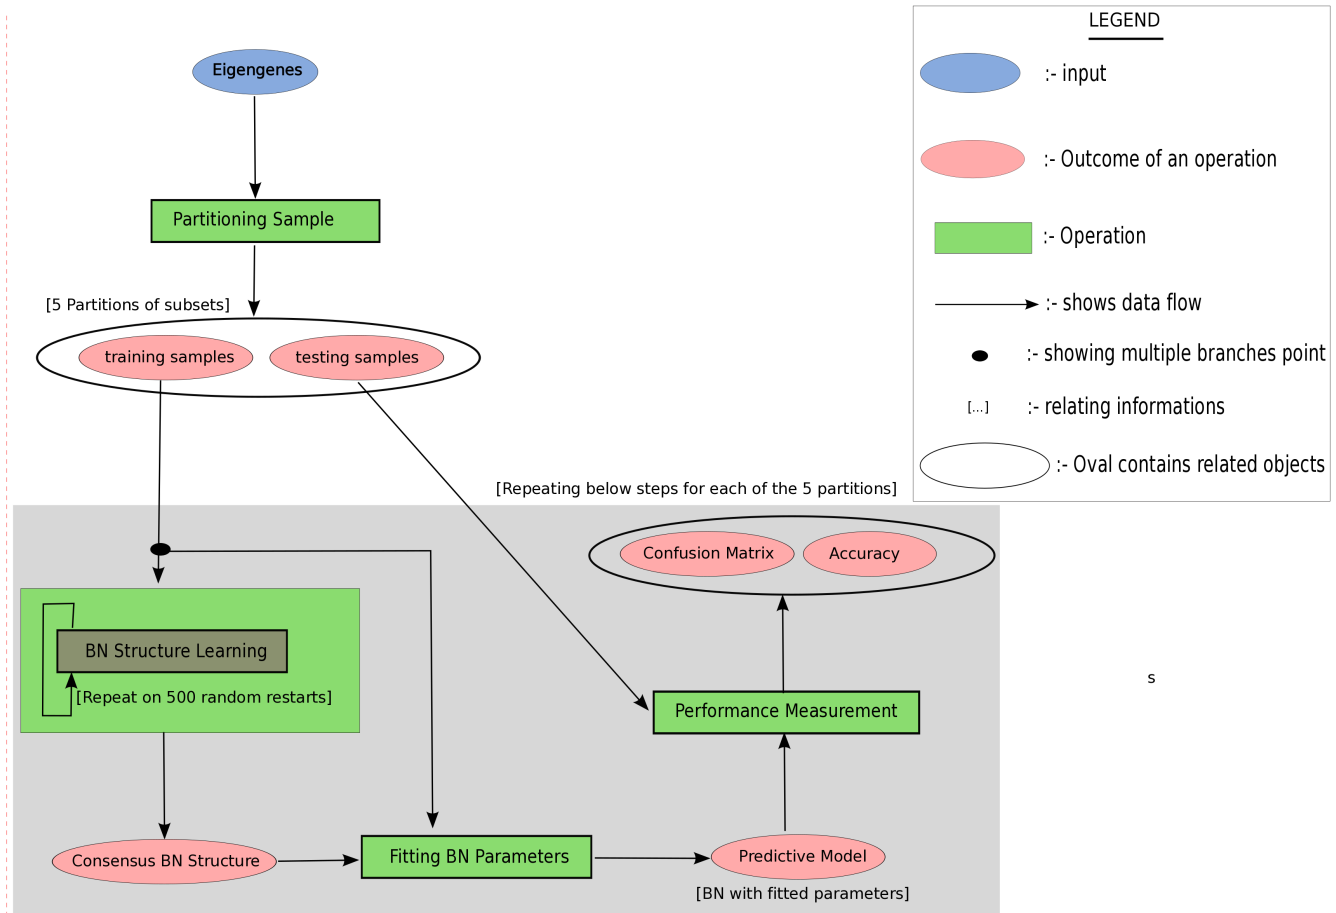 LEGEND
:- input
:- Outcome of an operation
:- Operation
:- shows data flow
:- showing multiple branches point
[...]
:- relating informations
:- Oval contains related objects
Eigengenes
Partitioning Sample
[5 Partitions of subsets]
training samples
testing samples
[Repeating below steps for each of the 5 partitions]
Confusion Matrix
Accuracy
BN Structure Learning
[Repeat on 500 random restarts]
Performance Measurement
Consensus BN Structure
Fitting BN Parameters
Predictive Model
[BN with fitted parameters]
s